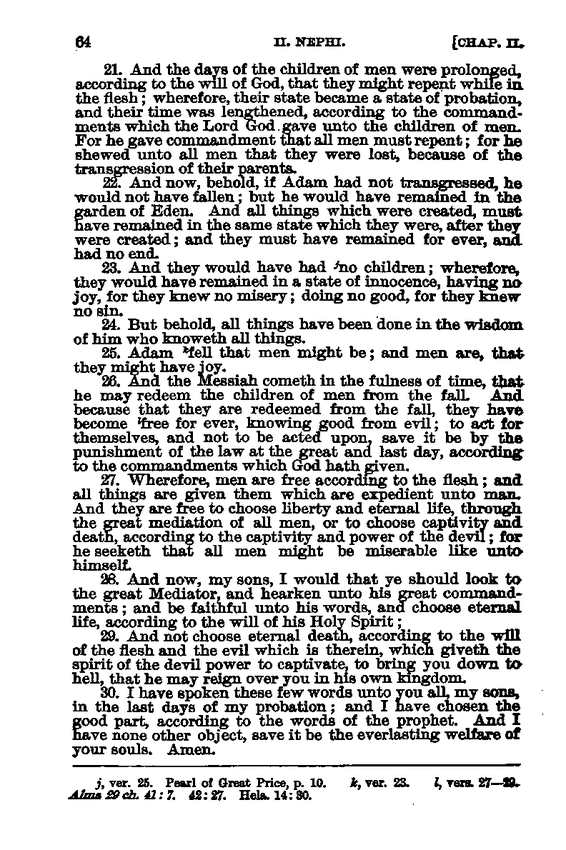 64 II. NEPHI. [CHAP. II.
21. And the days of the children of men were prolonged,
according to the will of God, that they might repent while in
the flesh; wherefore, their state became a state of probation,
and their time was lengthened, according to the command-
ments which the Lord God gave unto the children of men.
For he gave commandment that all men must repent; for he
shewed unto all men that they were lost, because of the
transgression of their parents.
22. And now, behold, if Adam had not transgressed, he
would not have fallen; but he would have remained in the
garden of Eden. And all things which were created, must
have remained in the same state which they were, after they
were created; and they must have remained for ever, and
had no end.
23. And they would have had jno children; wherefore,
they would have remained in a state of innocence, having no
joy, for they knew no misery; doing no good, for they knew
no sin.
24. But behold, all things have been done in the wisdom
of him who knoweth all things.
25. Adam kfell that men might be; and men are, that
they might have joy.
26. And the Messiah cometh in the fulness of time, that
he may redeem the children of men from the fall. And
because that they are redeemed from the fall, they have
become lfree for ever, knowing good from evil; to act for
themselves, and not to be acted upon, save it be by the
punishment of the law at the great and last day, according
to the commandments which God hath given.
27. Wherefore, men are free according to the flesh; and
all things are given them which are expedient unto man.
And they are free to choose liberty and eternal life, through
the great mediation of all men, or to choose captivity and
death, according to the captivity and power of the devil; for
he seeketh that all men might be miserable like unto
himself.
28. And now, my sons, I would that ye should look to
the great Mediator, and hearken unto his great command-
ments; and be faithful unto his words, and choose eternal
life, according to the will of his Holy Spirit;
29. And not choose eternal death, according to the will
of the flesh and the evil which is therein, which giveth the
spirit of the devil power to captivate, to bring you down to
hell, that he may reign over you in his own kingdom.
30. I have spoken these few words unto you all, my sons,
in the last days of my probation; and I have chosen the
good part, according to the words of the prophet. And I
have none other object, save it be the everlasting welfare of
your souls. Amen.
j, ver. 25. Pearl of Great Price, p. 10. k, ver. 23. l, vers. 27—29.
Alma 29 ch. 41: 7. 42: 27. Hela. 14: 30.